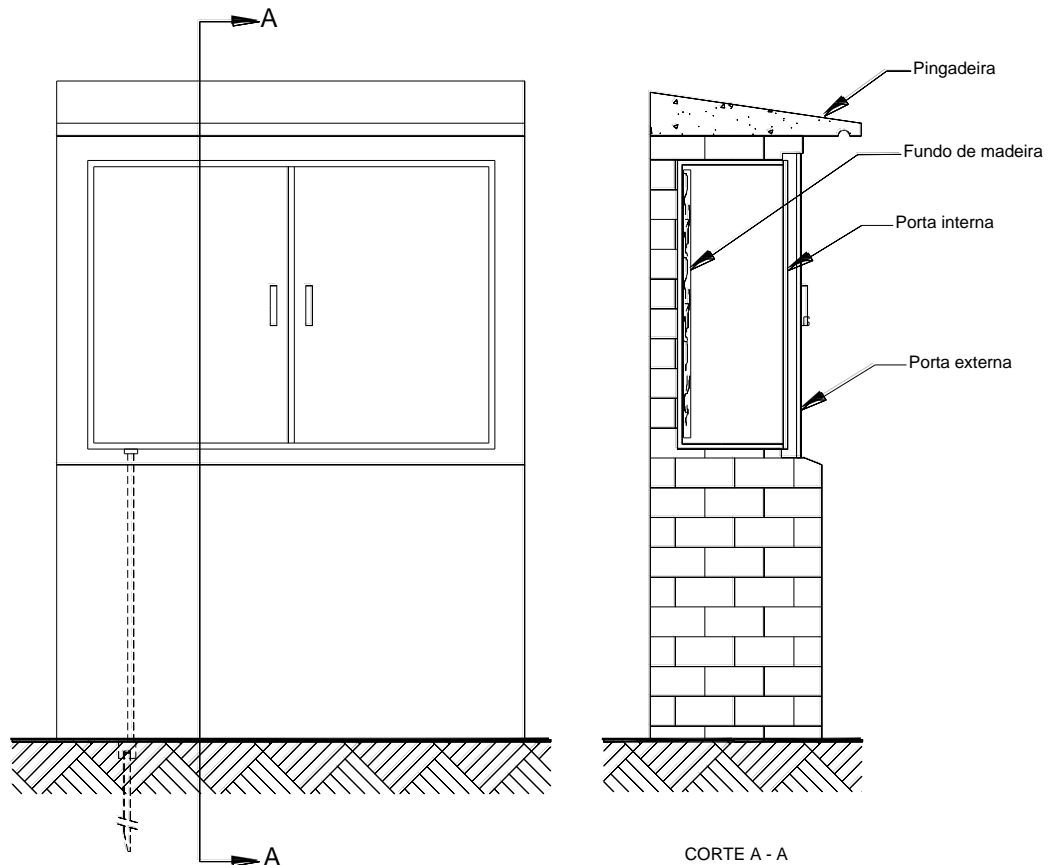 A
Pingadeira
Fundo de madeira
Porta interna
Porta externa
A
CORTE A - A